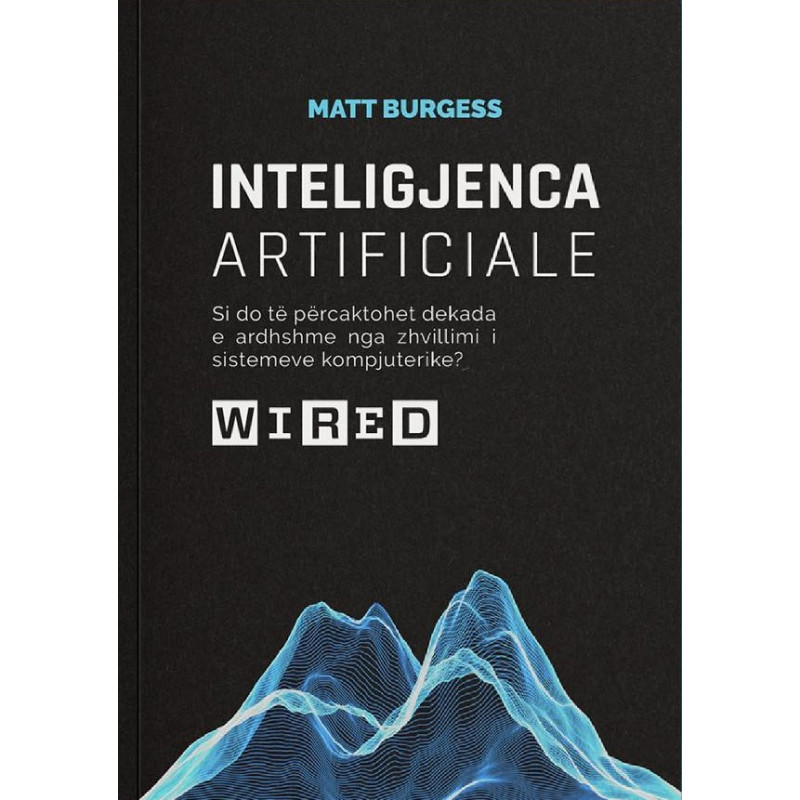 MATT BURGESS
INTELIGJENCA
ARTIFICIALE
Si do të përcaktohet dekada
e ardhshme nga zhvillimi i
sistemeve kompjuterike?
WIRED